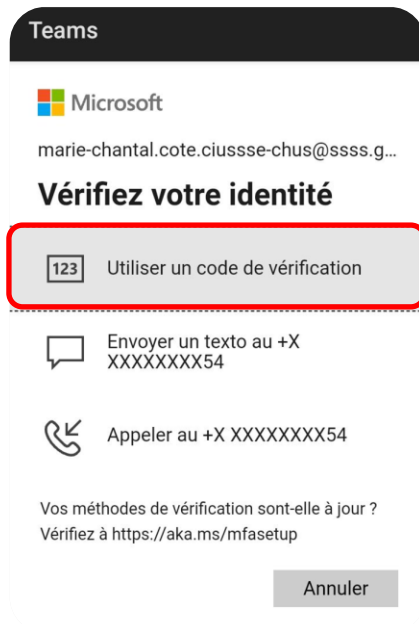 Teams
Microsoft
marie-chantal.cote.ciussse-chus@ssss.g...
Vérifiez votre identité
123
Utiliser un code de vérification
Envoyer un texto au +X
XXXXXXXX54
Appeler au +X XXXXXXXX54
Vos méthodes de vérification sont-elle à jour ?
Vérifiez à https://aka.ms/mfasetup
Annuler